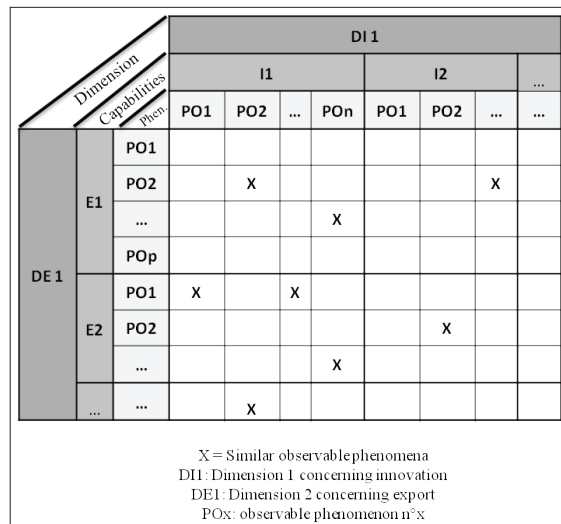 DI 1
Dimension
I1 I2 ...
Capabilities
Phen.
PO1 PO2 ... POn PO1 PO2 ... ...
DE 1
E1
PO1
PO2 X X
... X
POp
E2
PO1 X X
PO2 X
... X
... ... X
X = Similar observable phenomena
DI1: Dimension 1 concerning innovation
DE1: Dimension 2 concerning export
POx: observable phenomenon n°x